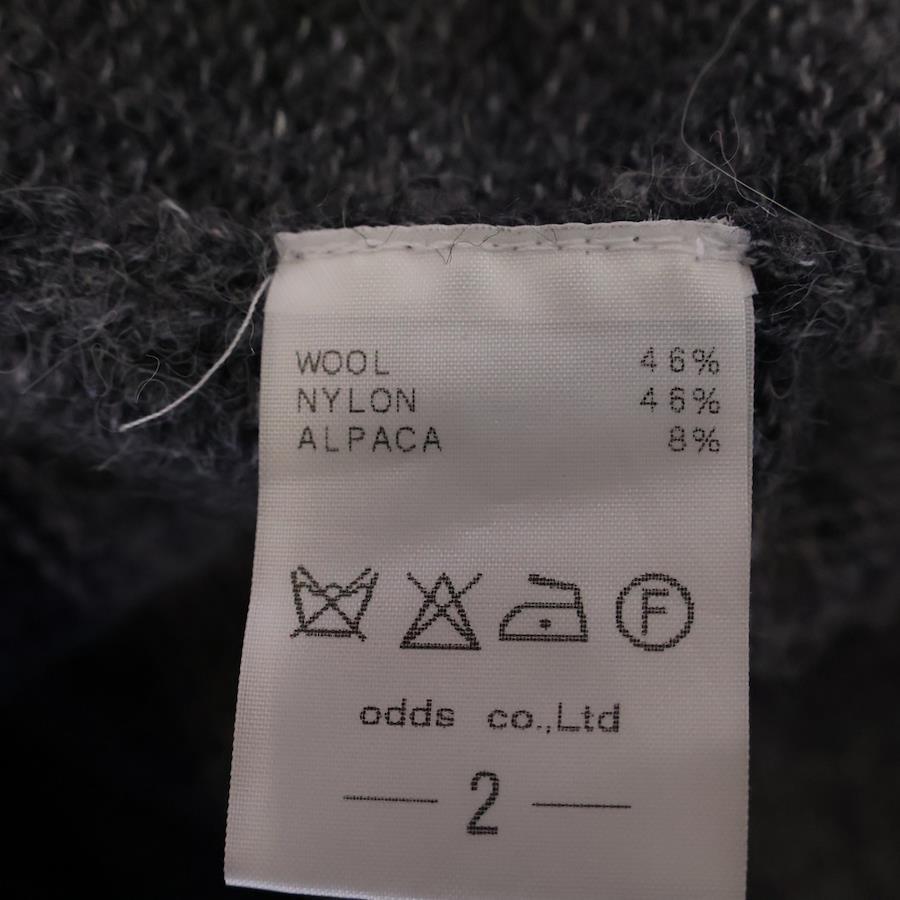 WOOL 46%
NYLON 46%
ALPACA 8%
F
odds co.,Ltd
2